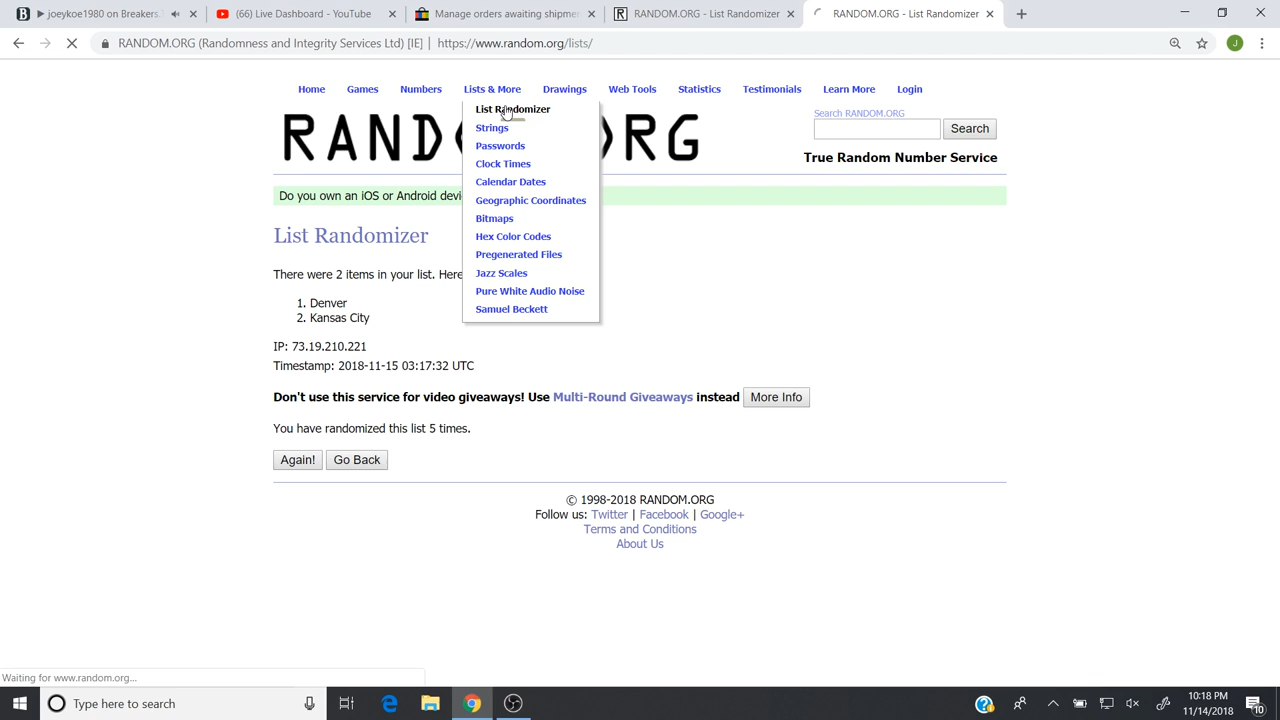 joeykoe1980 on Breakers
(66) Live Dashboard - YouTube
Manage orders awaiting shipmen
RANDOM.ORG - List Randomizer
RANDOM.ORG - List Randomizer
RANDOM.ORG (Randomness and Integrity Services Ltd) [IE] | https://www.random.org/lists/
J
Home Games Numbers Lists & More Drawings Web Tools Statistics Testimonials Learn More Login
List Randomizer
Strings
Passwords
Clock Times
Calendar Dates
Geographic Coordinates
Bitmaps
Hex Color Codes
Pregenerated Files
Jazz Scales
Pure White Audio Noise
Samuel Beckett
Search RANDOM.ORG
Search
True Random Number Service
Do you own an iOS or Android devi
List Randomizer
There were 2 items in your list. Here
1. Denver
2. Kansas City
IP: 73.19.210.221
Timestamp: 2018-11-15 03:17:32 UTC
Don't use this service for video giveaways! Use Multi-Round Giveaways instead More Info
You have randomized this list 5 times.
Again! Go Back
© 1998-2018 RANDOM.ORG
Follow us: Twitter | Facebook | Google+
Terms and Conditions
About Us
Waiting for www.random.org...
Type here to search
10:18 PM
11/14/2018